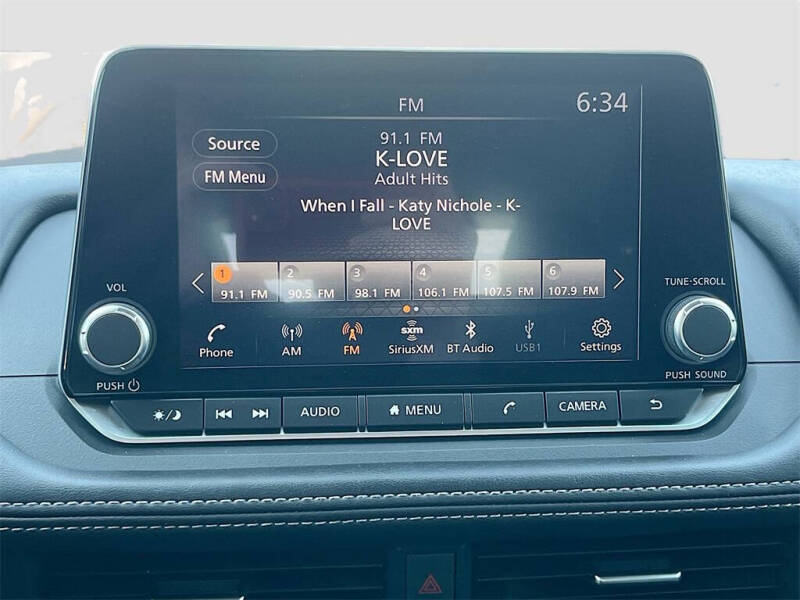 FM
6:34
Source
FM Menu
91.1 FM
K-LOVE
Adult Hits
When I Fall - Katy Nichole - K-
LOVE
1 2 3 4 5 6
91.1 FM 90.5 FM 98.1 FM 106.1 FM 107.5 FM 107.9 FM
sxm
Phone AM FM SiriusXM BT Audio USB1 Settings
VOL
PUSH
TUNE·SCROLL
PUSH SOUND
AUDIO MENU CAMERA